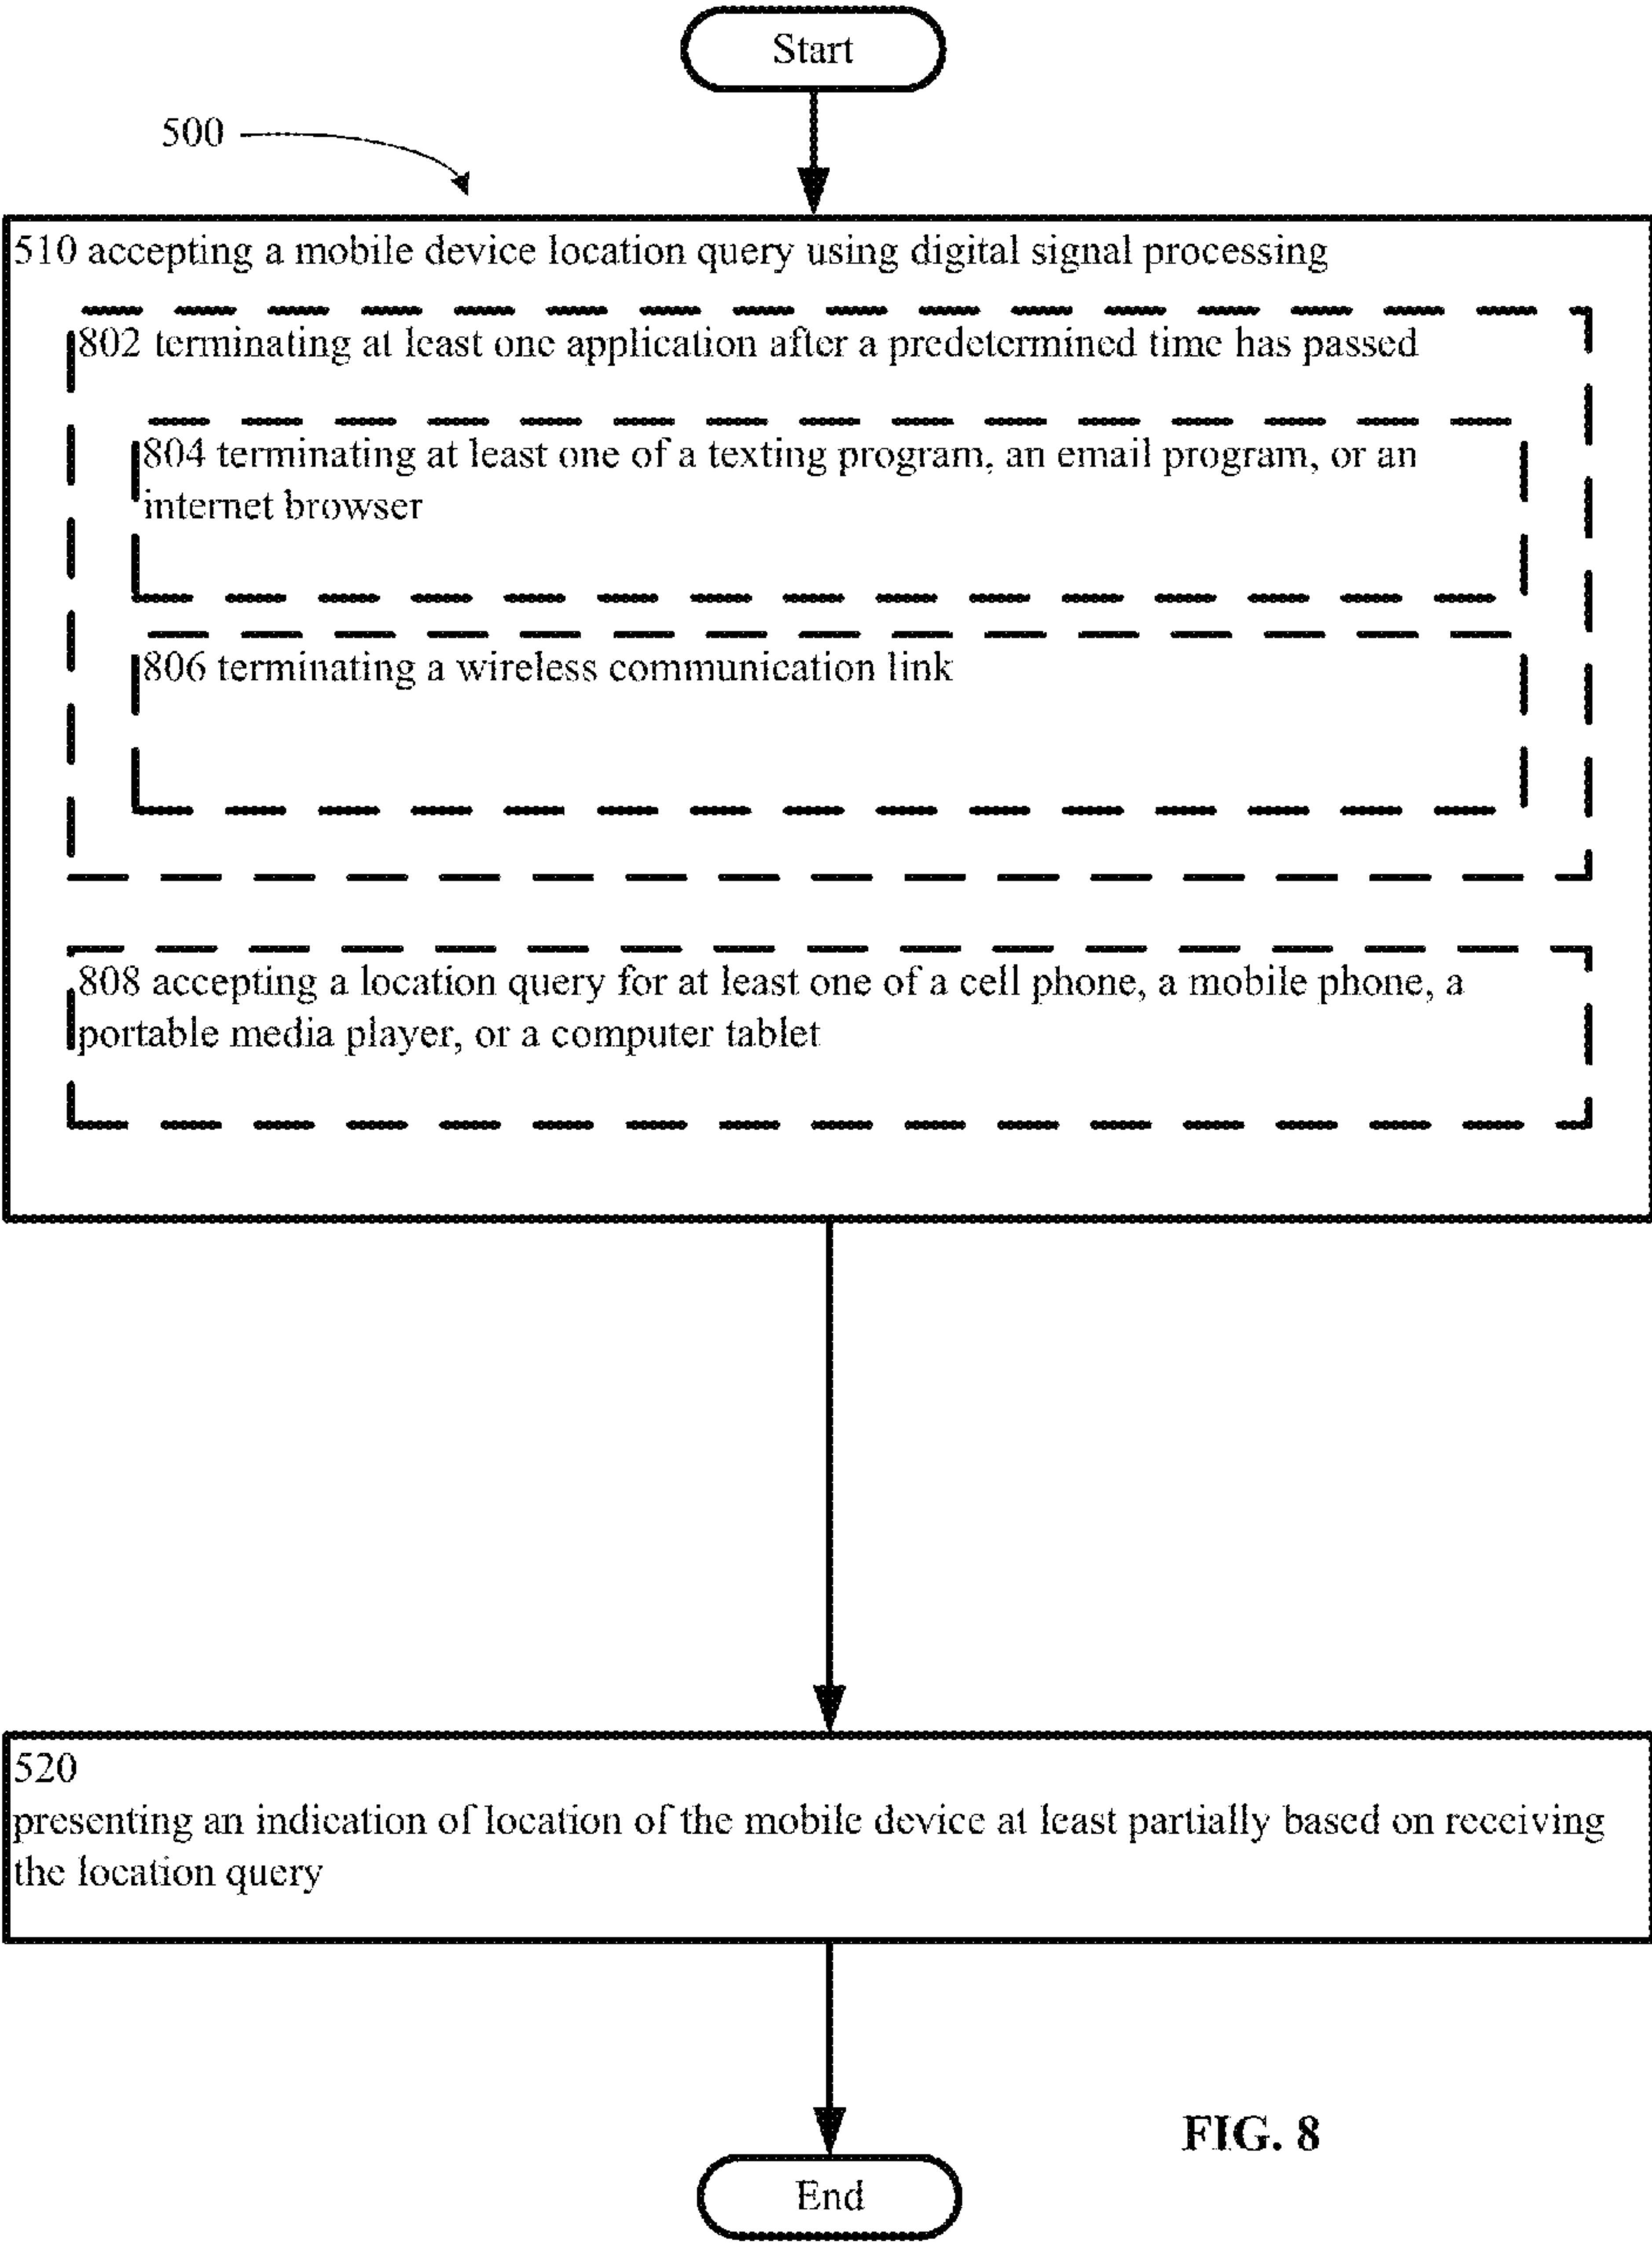 Start
500
510 accepting a mobile device location query using digital signal processing
802 terminating at least one application after a predetermined time has passed
804 terminating at least one of a texting program, an email program, or an
internet browser
806 terminating a wireless communication link
808 accepting a location query for at least one of a cell phone, a mobile phone, a
portable media player, or a computer tablet
520
presenting an indication of location of the mobile device at least partially based on receiving
the location query
FIG. 8
End